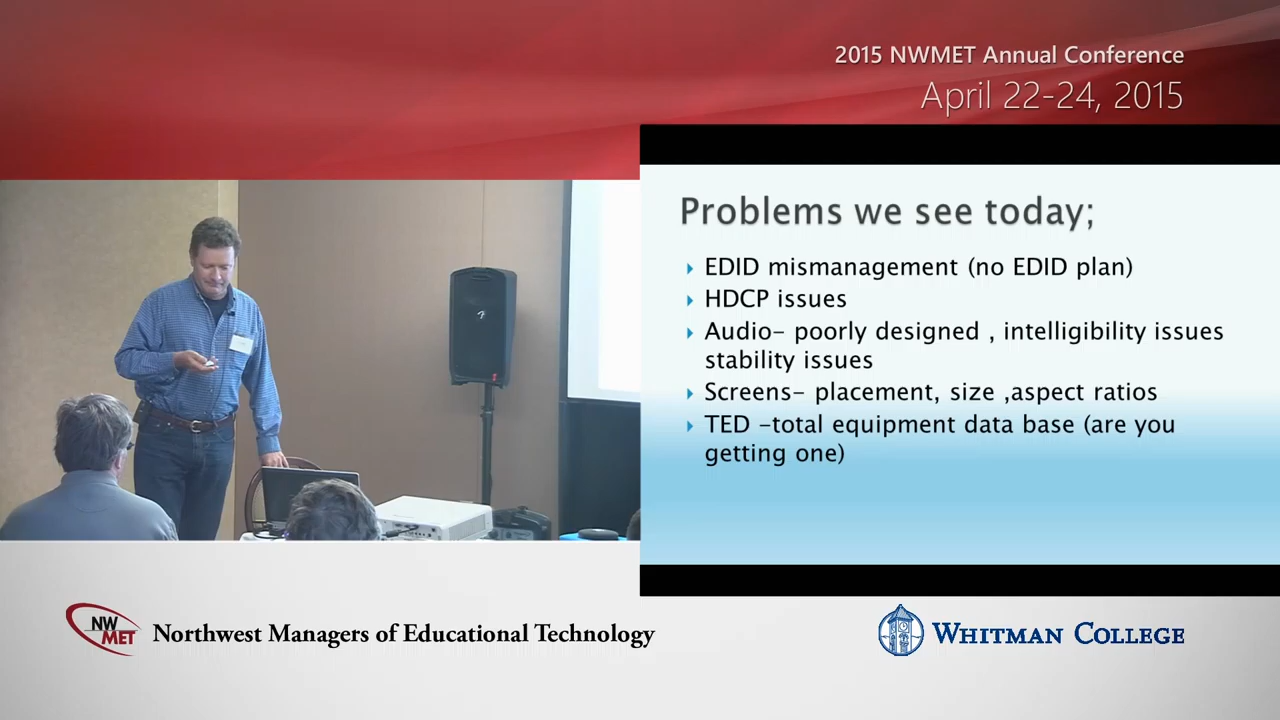 2015 NWMET Annual Conference
April 22-24, 2015
Problems we see today;
EDID mismanagement (no EDID plan)
HDCP issues
Audio- poorly designed , intelligibility issues
stability issues
Screens- placement, size ,aspect ratios
TED -total equipment data base (are you
getting one)
NW
MET
Northwest Managers of Educational Technology
WHITMAN COLLEGE